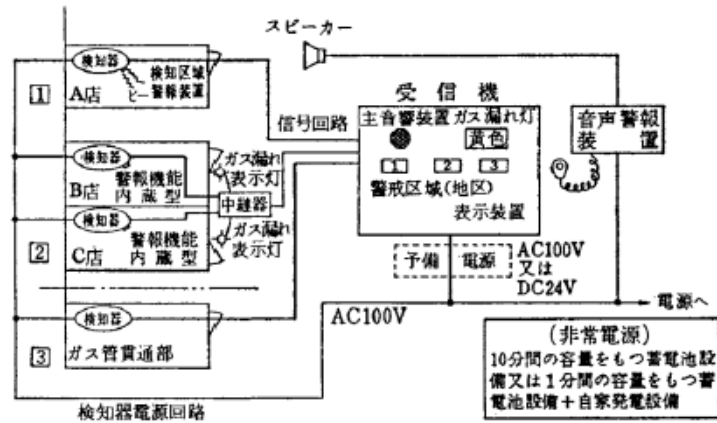 スピーカー
検知器
検知区域
警報装置
ピー
1
A店
信号回路
受信機
主音響装置 ガス漏れ灯
黄色
1 2 3
警戒区域(地区)
表示装置
音声警報
装置
検知器
ガス漏れ
表示灯
警報機能
内蔵型
B店
中継器
検知器
ガス漏れ
表示灯
警報機能
内蔵型
C店
2
予備電源
AC100V
又は
DC24V
検知器
3
ガス管貫通部
AC100V
電源へ
検知器電源回路
(非常電源)
10分間の容量をもつ蓄電池設
備又は1分間の容量をもつ蓄
電池設備+自家発電設備